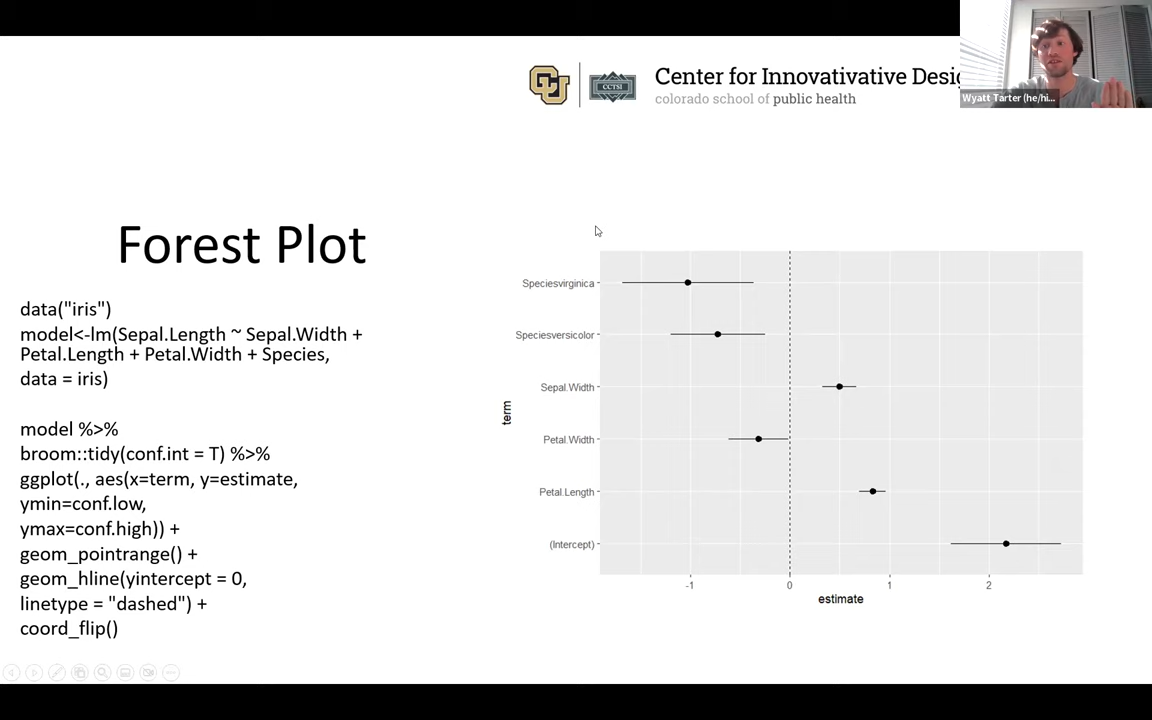 CU
CCTSI
Center for Innovativative Desi
colorado school of public health
Wyatt Tarter (he/hi...
Forest Plot
data("iris")
model<-lm(Sepal.Length ~ Sepal.Width +
Petal.Length + Petal.Width + Species,
data = iris)
model %>%
broom::tidy(conf.int = T) %>%
ggplot(., aes(x=term, y=estimate,
ymin=conf.low,
ymax=conf.high)) +
geom_pointrange() +
geom_hline(yintercept = 0,
linetype = "dashed") +
coord_flip()
term
Speciesvirginica
Speciesversicolor
Sepal.Width
Petal.Width
Petal.Length
(Intercept)
-1 0 1 2
estimate